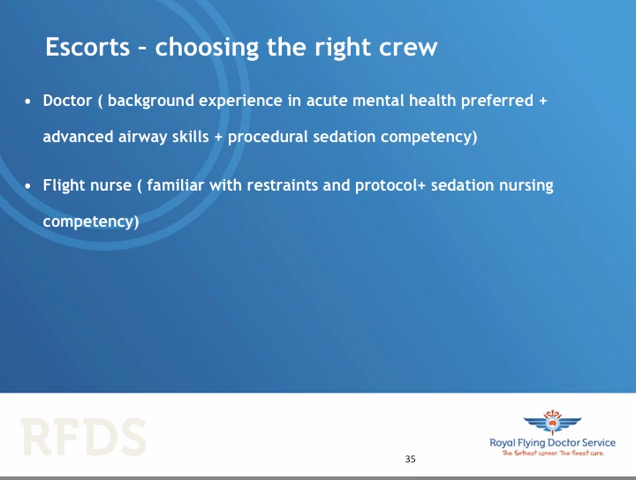 Escorts – choosing the right crew
• Doctor ( background experience in acute mental health preferred +
advanced airway skills + procedural sedation competency)
• Flight nurse ( familiar with restraints and protocol+ sedation nursing
competency)
RFDS
Royal Flying Doctor Service
The furthest corner. The finest care.
35